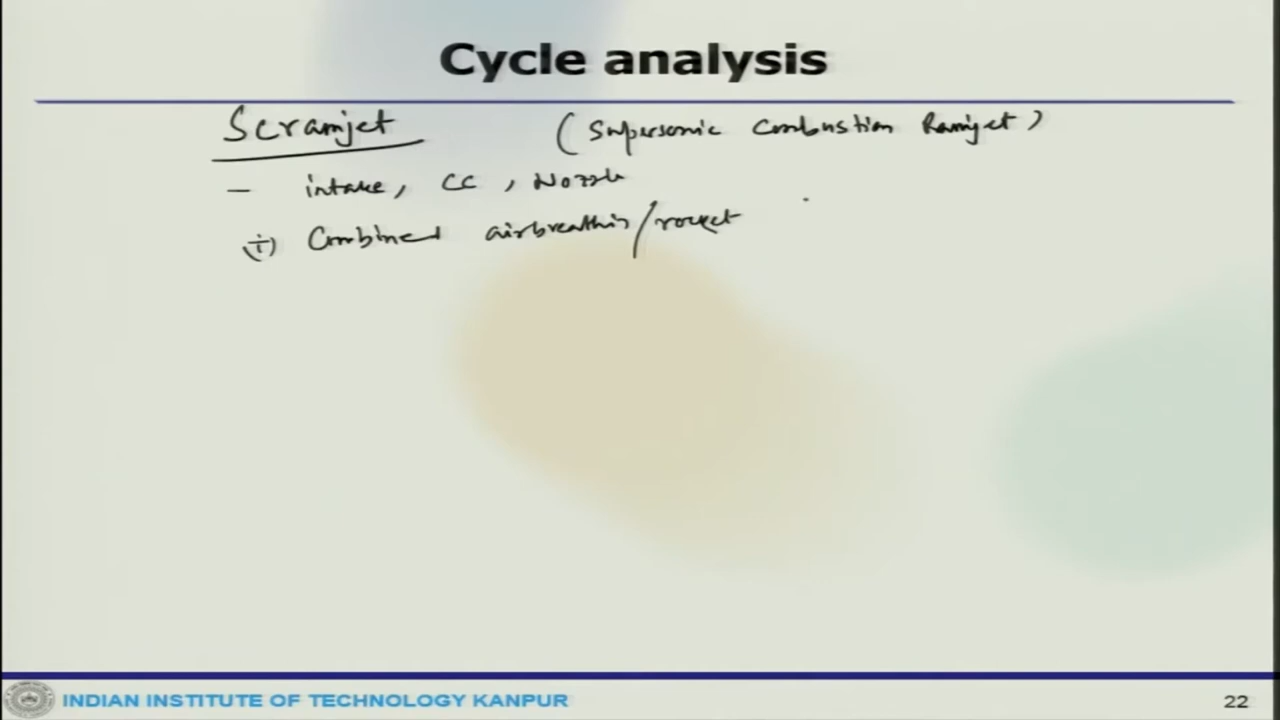 Cycle analysis
Scramjet (Supersonic Combustion Ramjet)
– intake, CC, Nozzle
(i) Combined airbreathing/rocket
INDIAN INSTITUTE OF TECHNOLOGY KANPUR
22